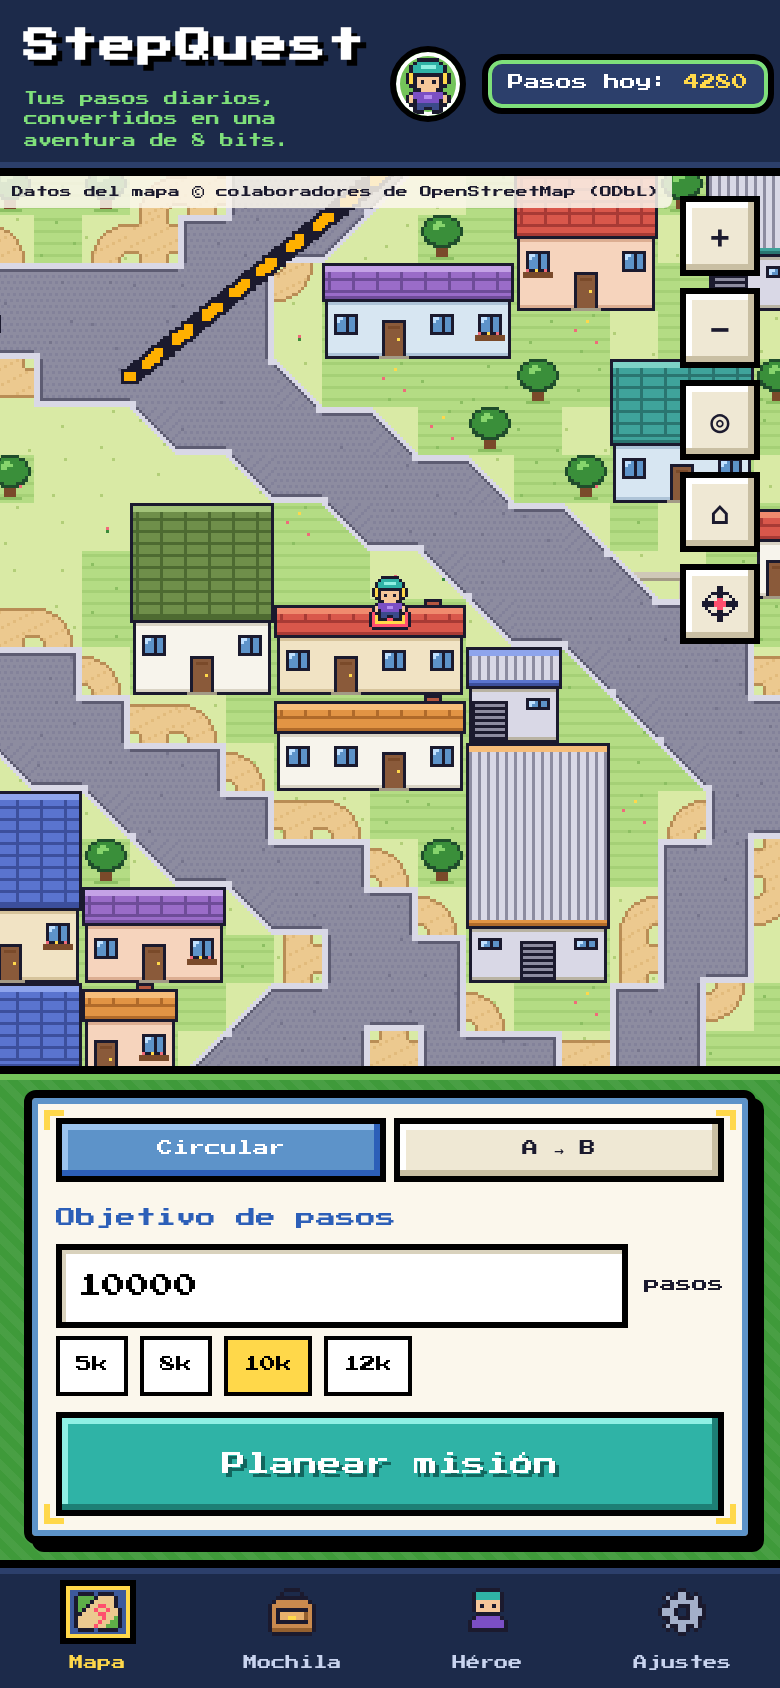 StepQuest
Tus pasos diarios,
convertidos en una
aventura de 8 bits.
Pasos hoy: 4280
Datos del mapa © colaboradores de OpenStreetMap (ODbL)
+
−
Circular
A → B
Objetivo de pasos
10000
pasos
5k
8k
10k
12k
Planear misión
Mapa
Mochila
Héroe
Ajustes